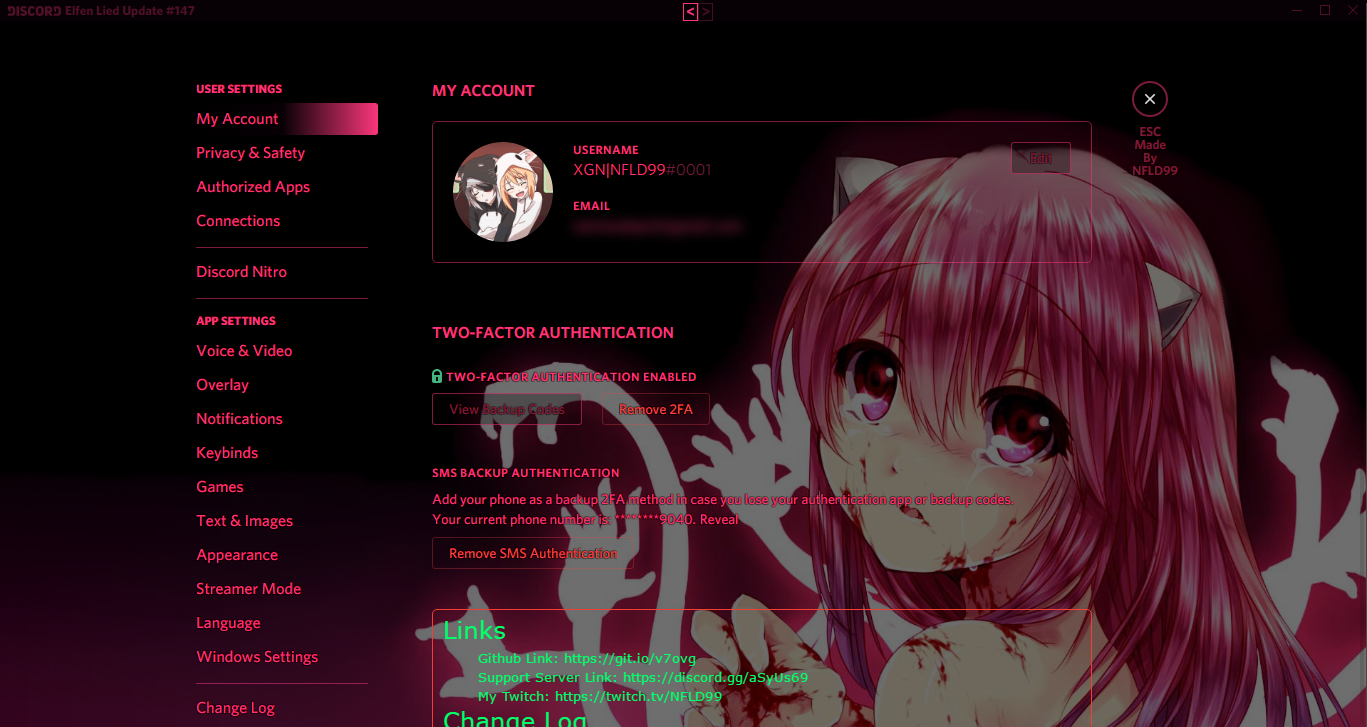 DISCORD Elfen Lied Update #147
< >
USER SETTINGS
My Account
Privacy & Safety
Authorized Apps
Connections
Discord Nitro
APP SETTINGS
Voice & Video
Overlay
Notifications
Keybinds
Games
Text & Images
Appearance
Streamer Mode
Language
Windows Settings
Change Log
MY ACCOUNT
USERNAME
XGN|NFLD99#0001
Edit
EMAIL
TWO-FACTOR AUTHENTICATION
TWO-FACTOR AUTHENTICATION ENABLED
View Backup Codes
Remove 2FA
SMS BACKUP AUTHENTICATION
Add your phone as a backup 2FA method in case you lose your authentication app or backup codes.
Your current phone number is: ********9040. Reveal
Remove SMS Authentication
Links
Github Link: https://git.io/v7ovg
Support Server Link: https://discord.gg/aSyUs69
My Twitch: https://twitch.tv/NFLD99
Change Log
ESC
Made
By
NFLD99